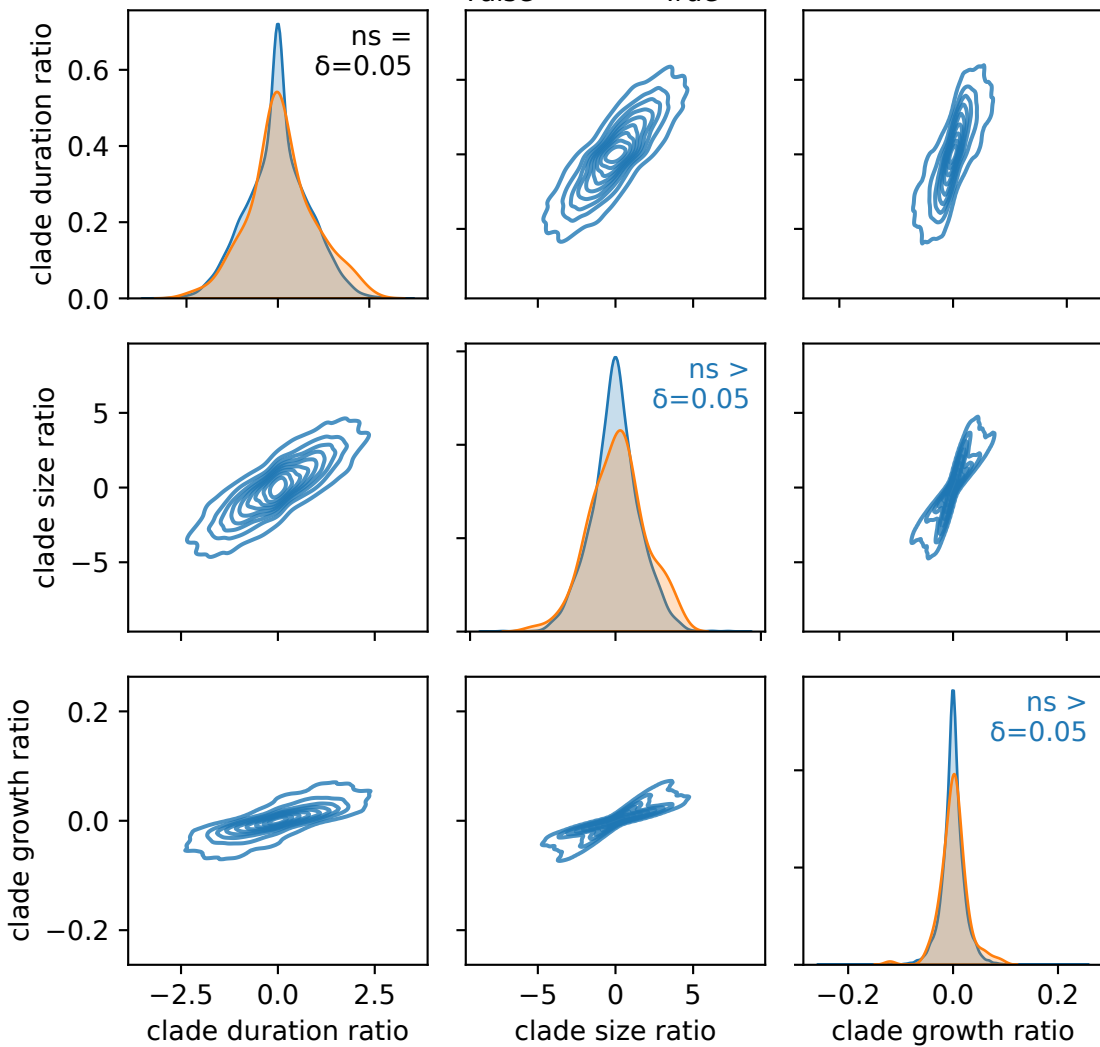 clade duration ratio
0.6
0.4
0.2
0.0
ns =
δ=0.05
clade size ratio
5
0
−5
ns >
δ=0.05
clade growth ratio
0.2
0.0
−0.2
ns >
δ=0.05
−2.5 0.0 2.5
−5 0 5
−0.2 0.0 0.2
clade duration ratio
clade size ratio
clade growth ratio